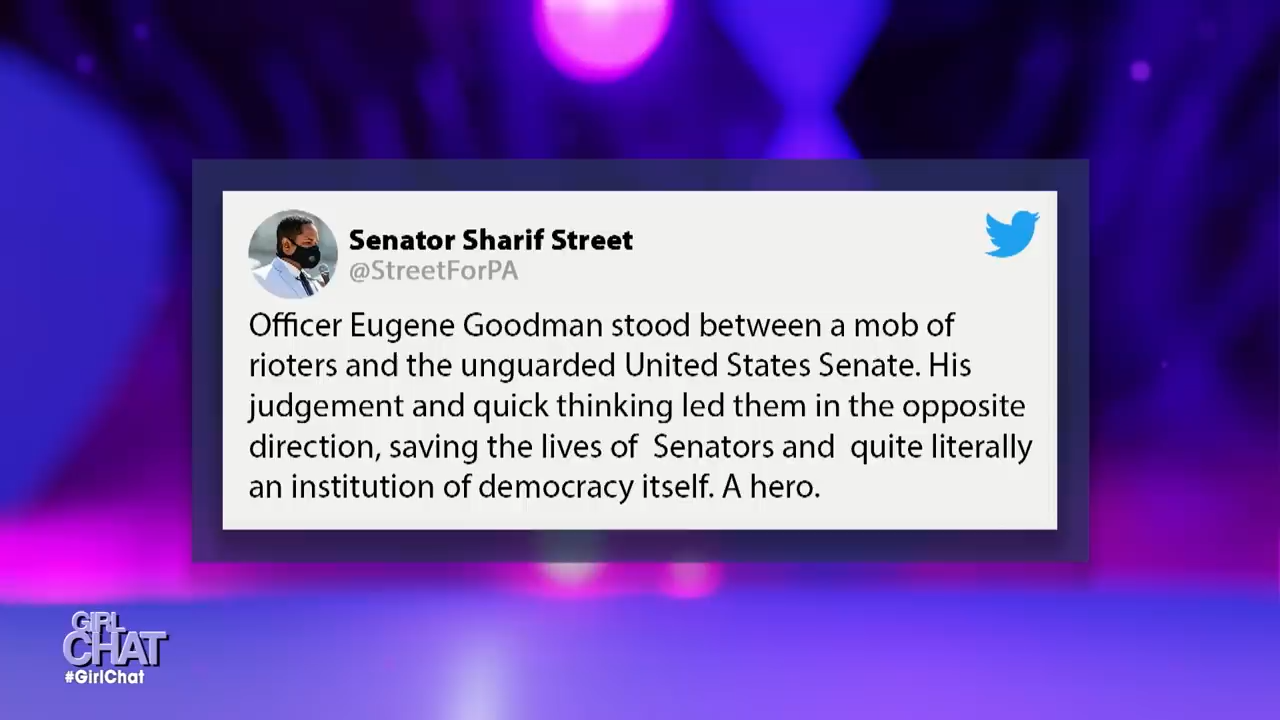 Senator Sharif Street
@StreetForPA
Officer Eugene Goodman stood between a mob of
rioters and the unguarded United States Senate. His
judgement and quick thinking led them in the opposite
direction, saving the lives of  Senators and  quite literally
an institution of democracy itself. A hero.
GIRL
CHAT
#GirlChat